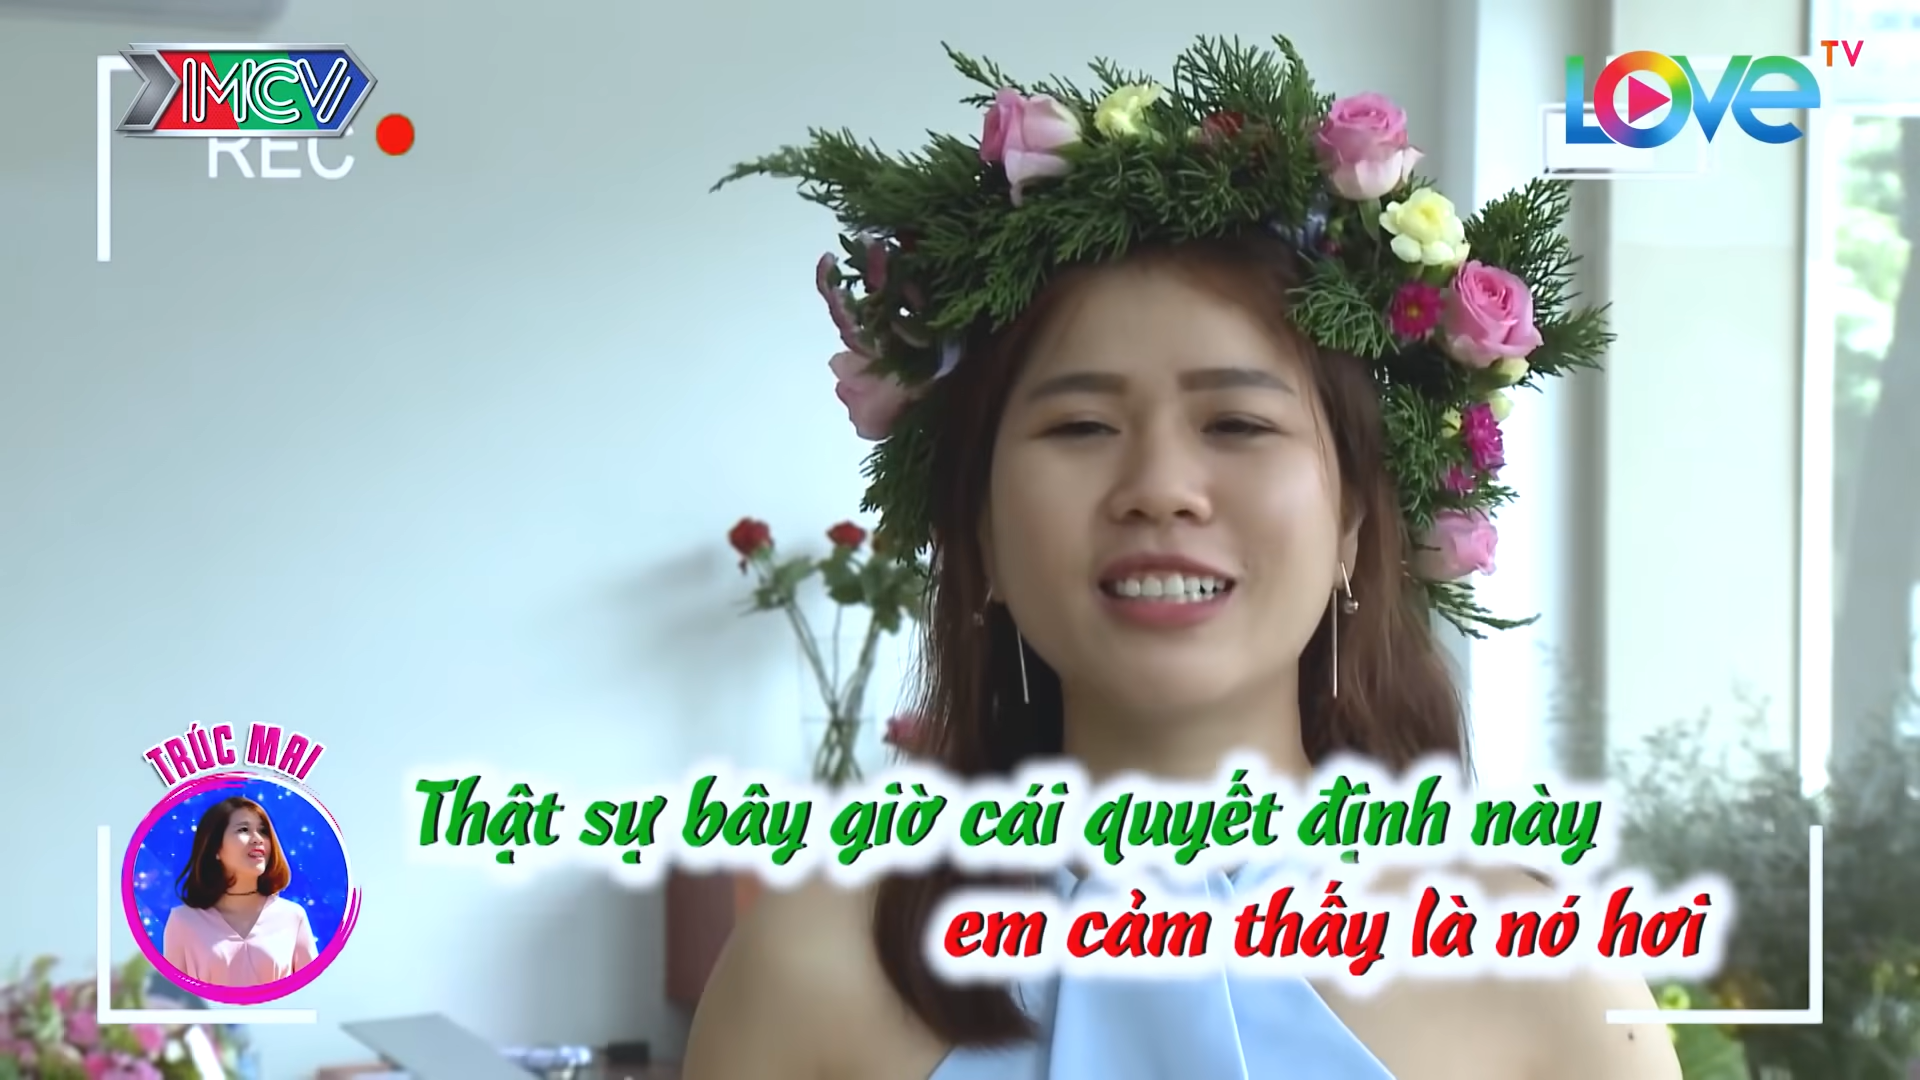 MCV
REC
LOVE TV
TRÚC MAI
Thật sự bây giờ cái quyết định này
em cảm thấy là nó hơi